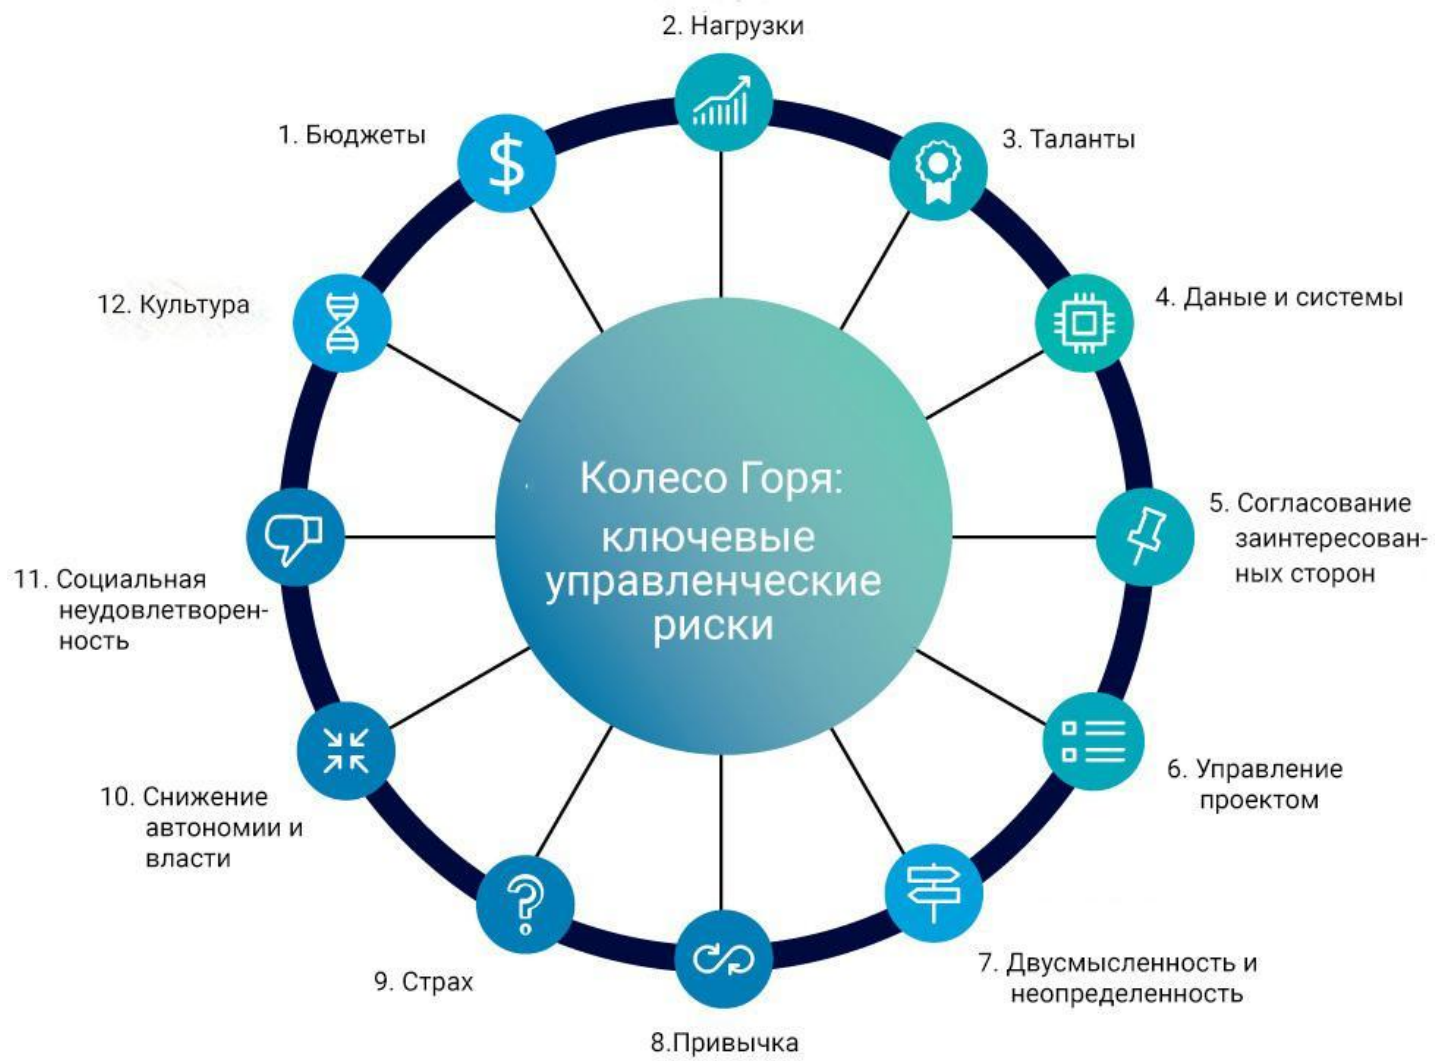 2. Нагрузки
1. Бюджеты
3. Таланты
12. Культура
4. Даные и системы
Колесо Горя:
ключевые
управленческие
риски
5. Согласование
заинтересован-
ных сторон
11. Социальная
неудовлетворен-
ность
6. Управление
проектом
10. Снижение
автономии и
власти
7. Двусмысленность и
неопределенность
9. Страх
8.Привычка